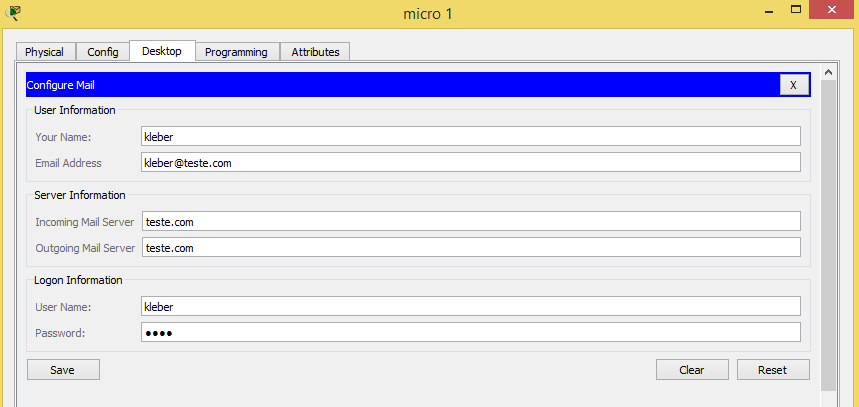 micro 1
Physical Config Desktop Programming Attributes
Configure Mail X
User Information
Your Name: kleber
Email Address kleber@teste.com
Server Information
Incoming Mail Server teste.com
Outgoing Mail Server teste.com
Logon Information
User Name: kleber
Password: ●●●●
Save Clear Reset